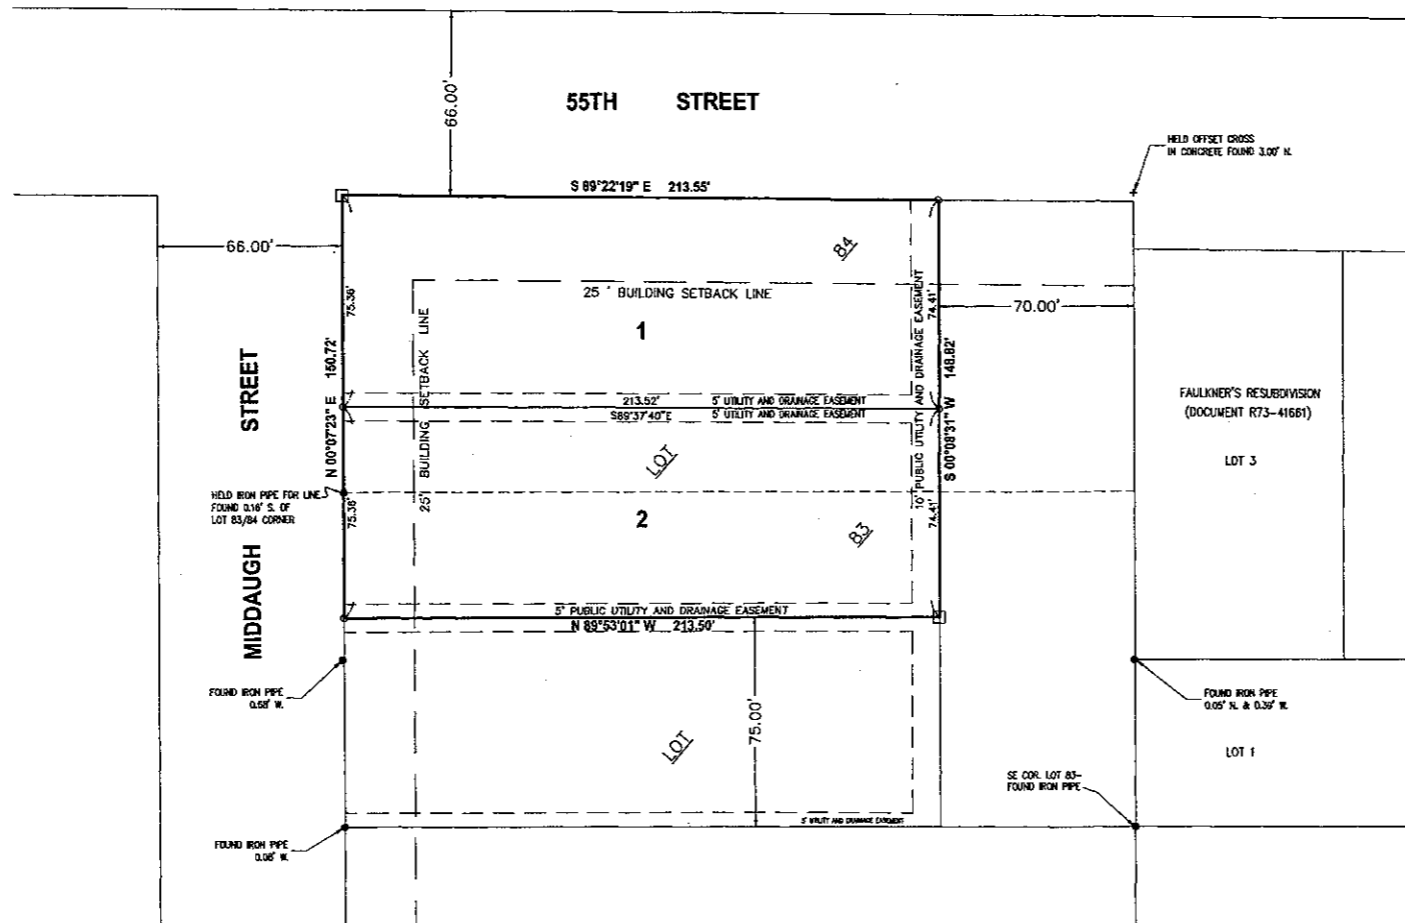 66.00'
55TH STREET
HELD OFFSET CROSS
IN CONCRETE FOUND 3.00' N.
S 89°22'19" E 213.55'
66.00'
84
75.36'
25 ' BUILDING SETBACK LINE
74.41'
70.00'
1
N 00°07'23" E 150.72'
25' BUILDING SETBACK LINE
10' PUBLIC UTILITY AND DRAINAGE EASEMENT
PUBLIC UTILITY AND DRAINAGE EASEMENT
S 00°08'31" W 148.82'
MIDDAUGH STREET
FAULKNER'S RESUBDIVISION
(DOCUMENT R73-41661)
LOT 3
213.52' 5' UTILITY AND DRAINAGE EASEMENT
S89°37'40"E 5' UTILITY AND DRAINAGE EASEMENT
LOT
HELD IRON PIPE FOR LINE
FOUND 0.16' S. OF
LOT 83/84 CORNER
75.36'
2
74.41'
83
5' PUBLIC UTILITY AND DRAINAGE EASEMENT
N 89°53'01" W 213.50'
FOUND IRON PIPE
0.68' W.
FOUND IRON PIPE
0.05' N. & 0.39' W.
75.00'
LOT
LOT 1
SE COR. LOT 83-
FOUND IRON PIPE
5' UTILITY AND DRAINAGE EASEMENT
FOUND IRON PIPE
0.06' W.